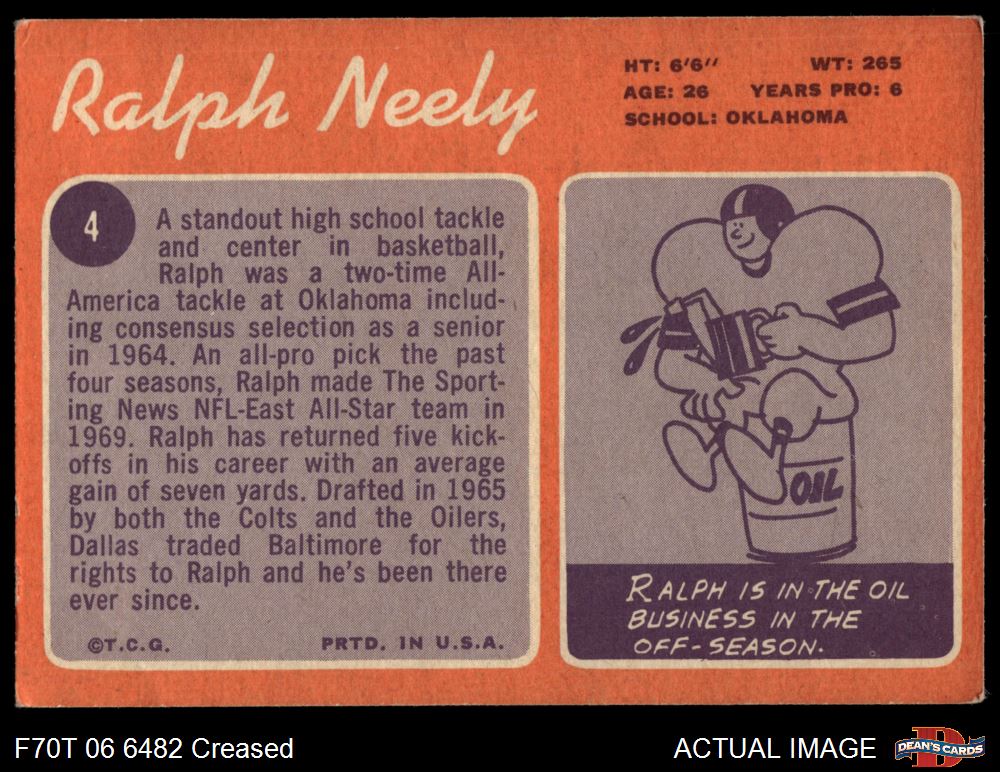 Ralph Neely
HT: 6'6" WT: 265
AGE: 26 YEARS PRO: 6
SCHOOL: OKLAHOMA
4
A standout high school tackle
and center in basketball,
Ralph was a two-time All-
America tackle at Oklahoma includ-
ing consensus selection as a senior
in 1964. An all-pro pick the past
four seasons, Ralph made The Sport-
ing News NFL-East All-Star team in
1969. Ralph has returned five kick-
offs in his career with an average
gain of seven yards. Drafted in 1965
by both the Colts and the Oilers,
Dallas traded Baltimore for the
rights to Ralph and he's been there
ever since.
©T.C.G. PRTD. IN U.S.A.
OIL
RALPH IS IN THE OIL
BUSINESS IN THE
OFF-SEASON.
F70T 06 6482 Creased
ACTUAL IMAGE
D
DEAN'S CARDS